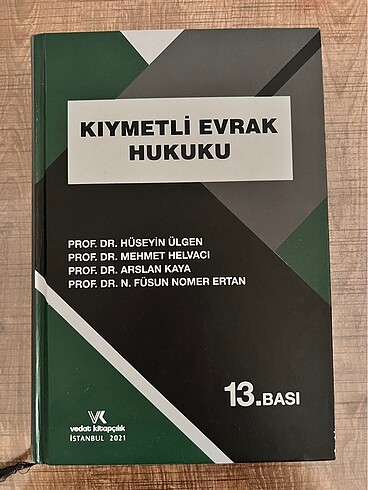 KIYMETLİ EVRAK
HUKUKU
PROF. DR. HÜSEYİN ÜLGEN
PROF. DR. MEHMET HELVACI
PROF. DR. ARSLAN KAYA
PROF. DR. N. FÜSUN NOMER ERTAN
13.BASI
VK
vedat kitapçılık
İSTANBUL 2021